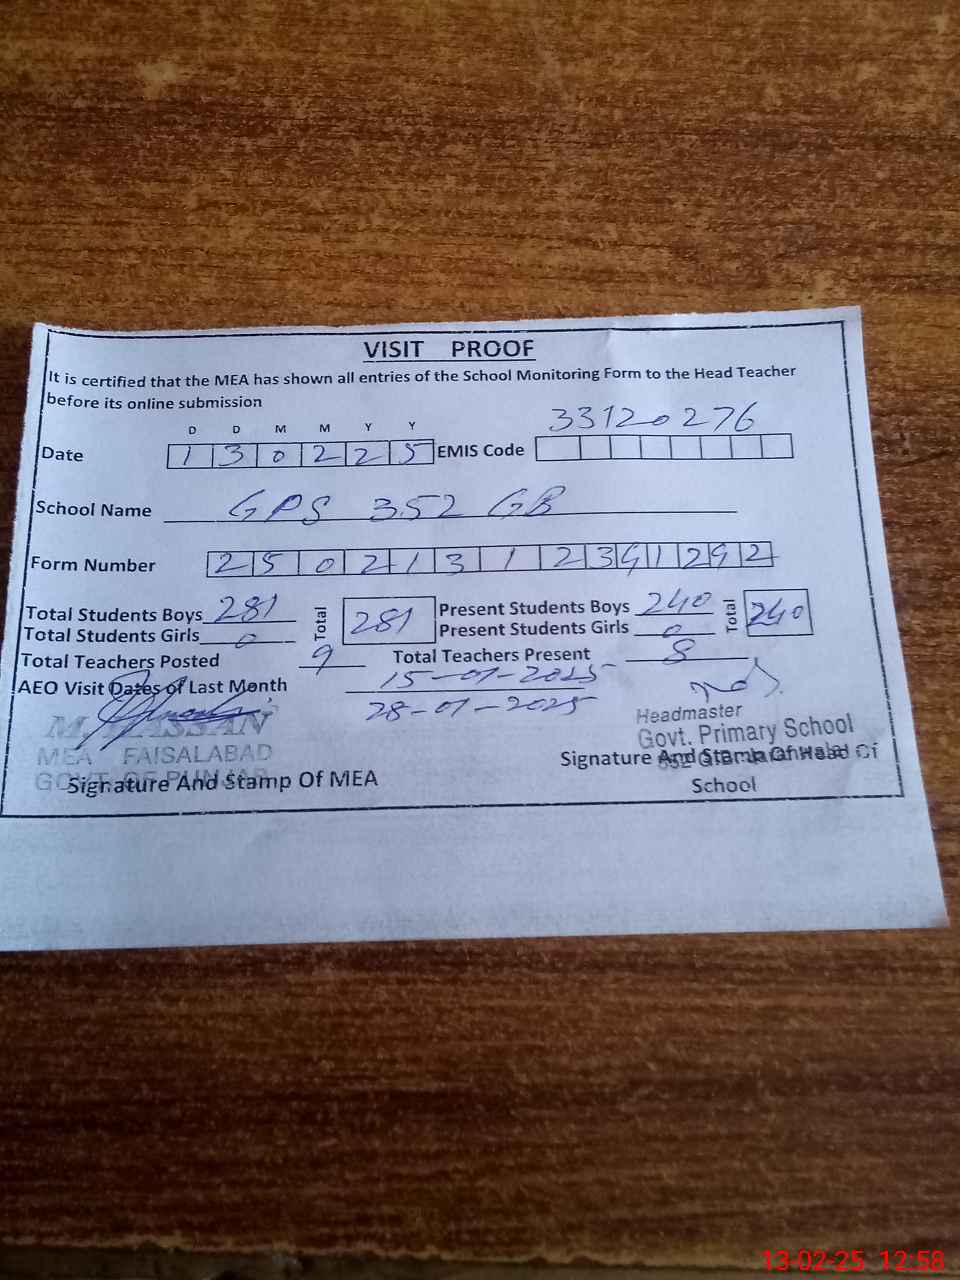 VISIT PROOF
It is certified that the MEA has shown all entries of the School Monitoring Form to the Head Teacher
before its online submission
D D M M Y Y
33120276
Date 1 3 0 2 2 5 EMIS Code
School Name GPS 352 GB
Form Number 2 5 0 2 1 3 1 2 3 9 1 2 9 2
Total Students Boys 281 Total 281 Present Students Boys 240 Total 240
Total Students Girls 0 Present Students Girls 0
Total Teachers Posted 9 Total Teachers Present 8
AEO Visit Dates of Last Month 15-01-2025
28-01-2025
M. HASSAN
MEA FAISALABAD
GOVT. OF PUNJAB
Signature And Stamp Of MEA
Headmaster
Govt. Primary School
352 G.B.
Signature And Stamp Of Head Of
School
13-02-25 12:58